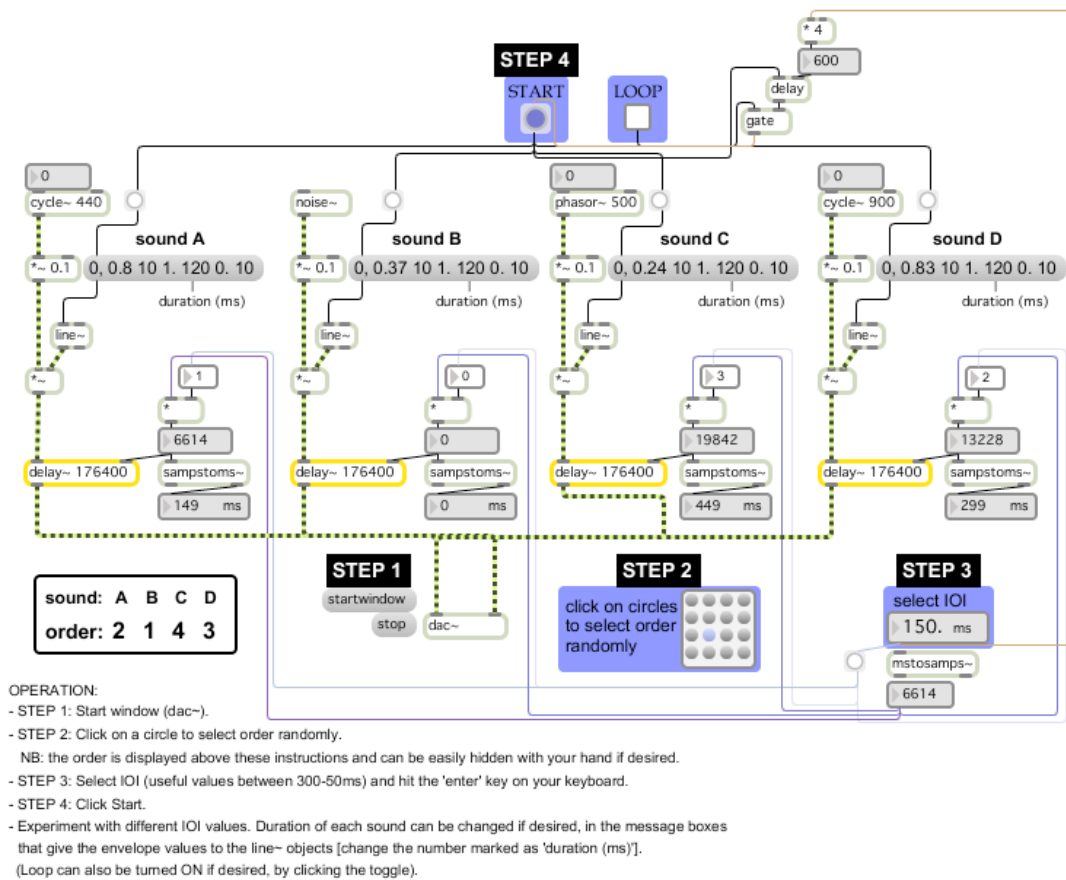 * 4
600
STEP 4
START
LOOP
delay
gate
0
0
0
cycle~ 440
noise~
phasor~ 500
cycle~ 900
sound A
sound B
sound C
sound D
*~ 0.1
0, 0.8 10 1. 120 0. 10
*~ 0.1
0, 0.37 10 1. 120 0. 10
*~ 0.1
0, 0.24 10 1. 120 0. 10
*~ 0.1
0, 0.83 10 1. 120 0. 10
duration (ms)
duration (ms)
duration (ms)
duration (ms)
line~
line~
line~
line~
*~
1
*~
0
*~
3
*~
2
*
*
*
*
6614
0
19842
13228
delay~ 176400
sampstoms~
delay~ 176400
sampstoms~
delay~ 176400
sampstoms~
delay~ 176400
sampstoms~
149 ms
0 ms
449 ms
299 ms
STEP 1
STEP 2
STEP 3
sound: A B C D
order: 2 1 4 3
startwindow
stop
dac~
click on circles
to select order
randomly
select IOI
150. ms
mstosamps~
6614
OPERATION:
- STEP 1: Start window (dac~).
- STEP 2: Click on a circle to select order randomly.
NB: the order is displayed above these instructions and can be easily hidden with your hand if desired.
- STEP 3: Select IOI (useful values between 300-50ms) and hit the 'enter' key on your keyboard.
- STEP 4: Click Start.
- Experiment with different IOI values. Duration of each sound can be changed if desired, in the message boxes
that give the envelope values to the line~ objects [change the number marked as 'duration (ms)'].
(Loop can also be turned ON if desired, by clicking the toggle).